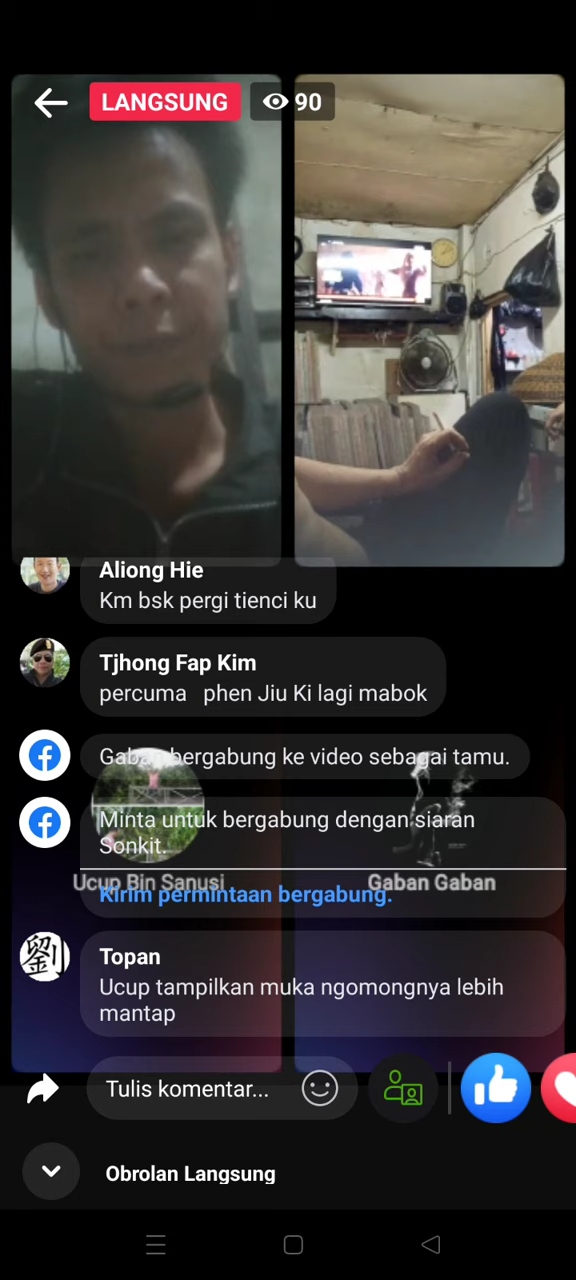 LANGSUNG 90
Aliong Hie
Km bsk pergi tienci ku
Tjhong Fap Kim
percuma phen Jiu Ki lagi mabok
Gaban bergabung ke video sebagai tamu.
Minta untuk bergabung dengan siaran
Sonkit.
Ucup Bin Sanusi
Gaban Gaban
Kirim permintaan bergabung.
劉
Topan
Ucup tampilkan muka ngomongnya lebih
mantap
Tulis komentar...
Obrolan Langsung